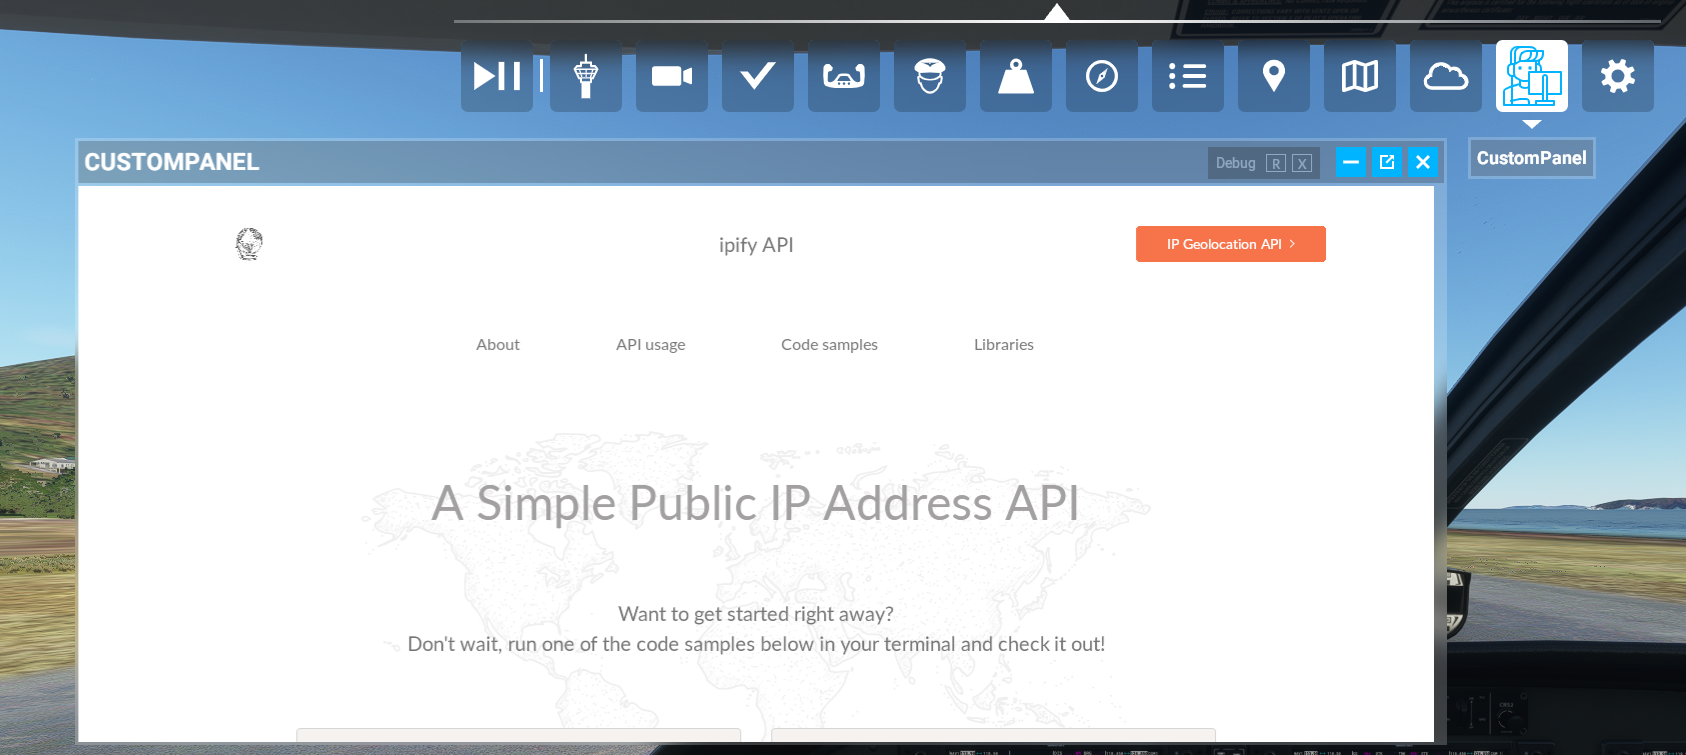 CUSTOMPANEL
Debug R X
CustomPanel
ipify API
IP Geolocation API
About API usage Code samples Libraries
A Simple Public IP Address API
Want to get started right away?
Don't wait, run one of the code samples below in your terminal and check it out!
CRS2